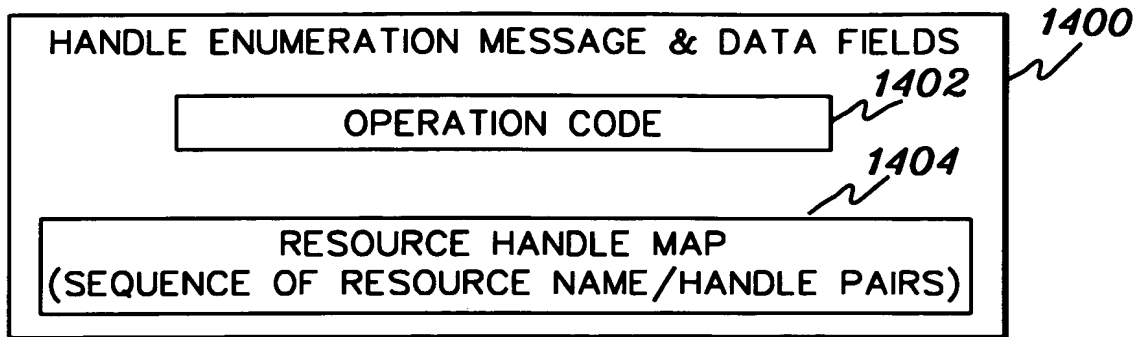 1400
HANDLE ENUMERATION MESSAGE & DATA FIELDS
1402
OPERATION CODE
1404
RESOURCE HANDLE MAP
(SEQUENCE OF RESOURCE NAME/HANDLE PAIRS)